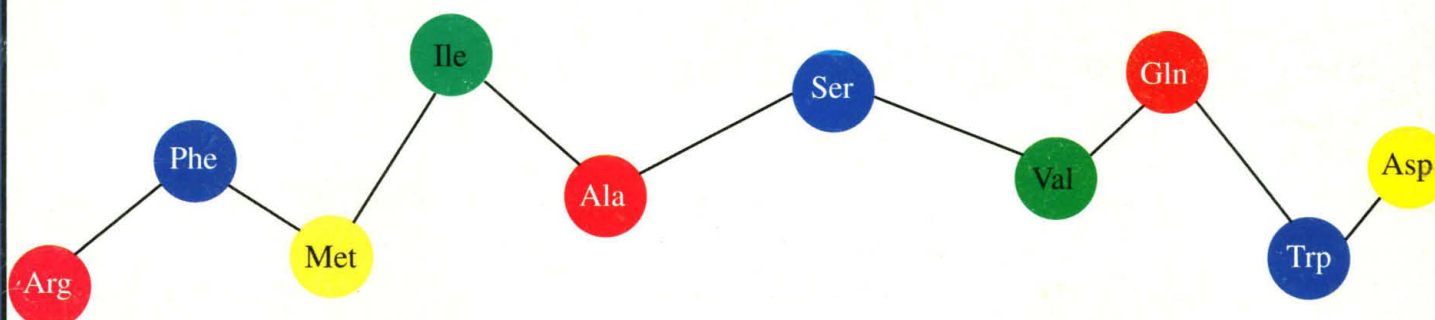 Arg
Phe
Met
Ile
Ala
Ser
Val
Gln
Trp
Asp